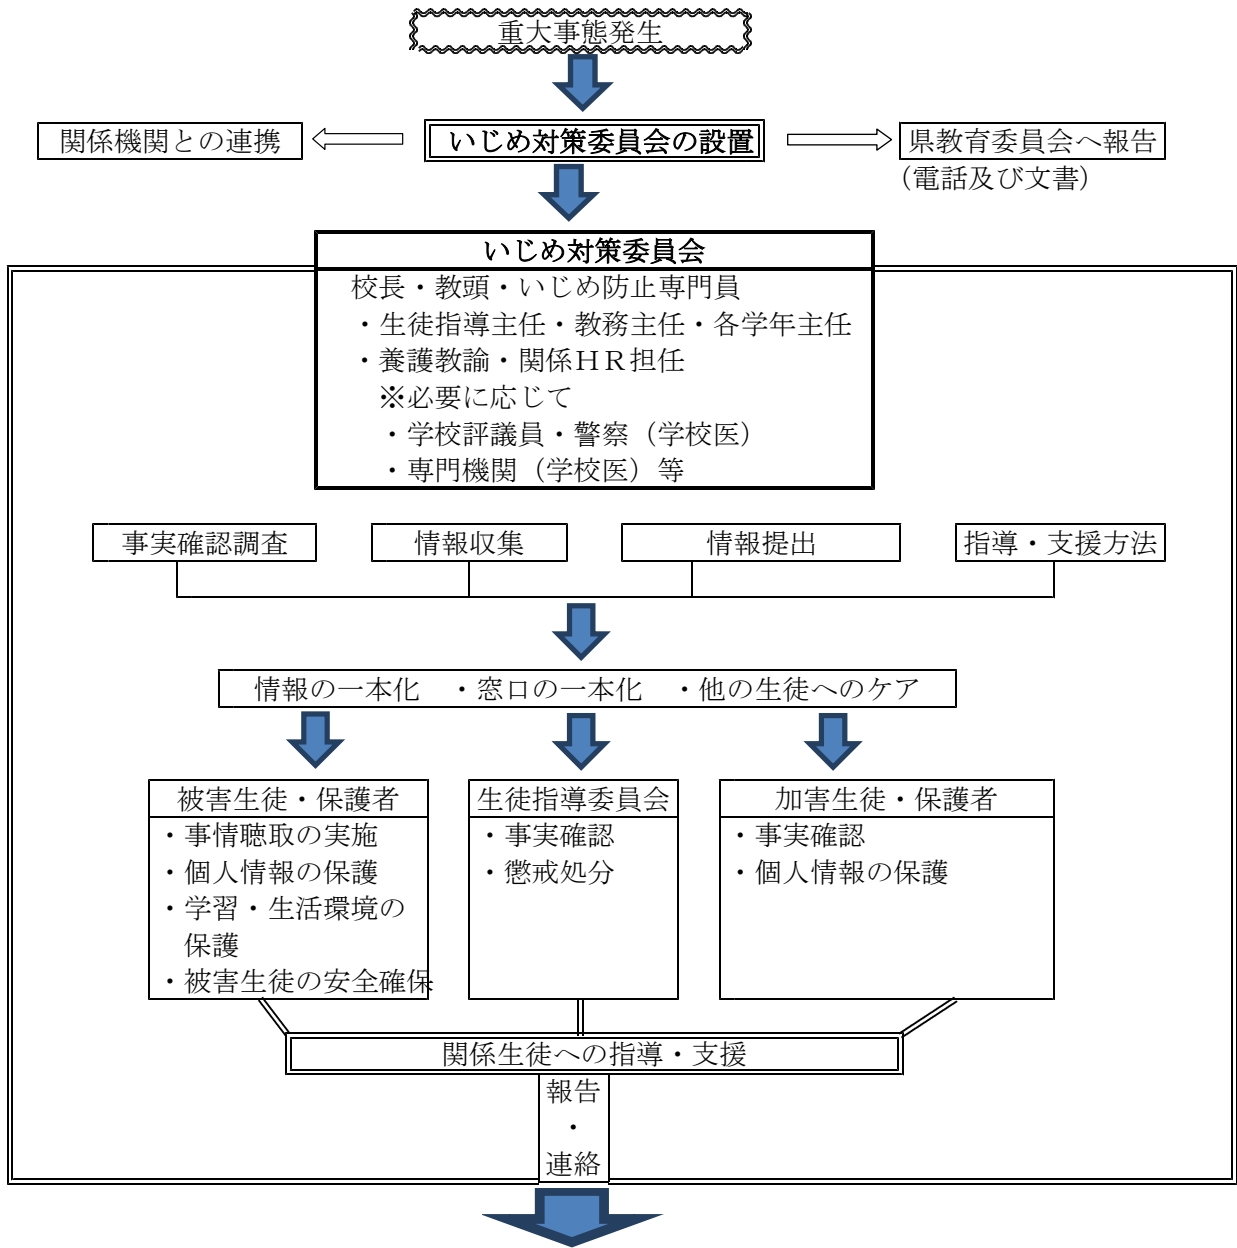 重大事態発生
関係機関との連携
いじめ対策委員会の設置
県教育委員会へ報告
（電話及び文書）
いじめ対策委員会
校長・教頭・いじめ防止専門員
・生徒指導主任・教務主任・各学年主任
・養護教諭・関係ＨＲ担任
※必要に応じて
・学校評議員・警察（学校医）
・専門機関（学校医）等
事実確認調査
情報収集
情報提出
指導・支援方法
情報の一本化　・窓口の一本化　・他の生徒へのケア
被害生徒・保護者
・事情聴取の実施
・個人情報の保護
・学習・生活環境の
保護
・被害生徒の安全確保
生徒指導委員会
・事実確認
・懲戒処分
加害生徒・保護者
・事実確認
・個人情報の保護
関係生徒への指導・支援
報告
・
連絡